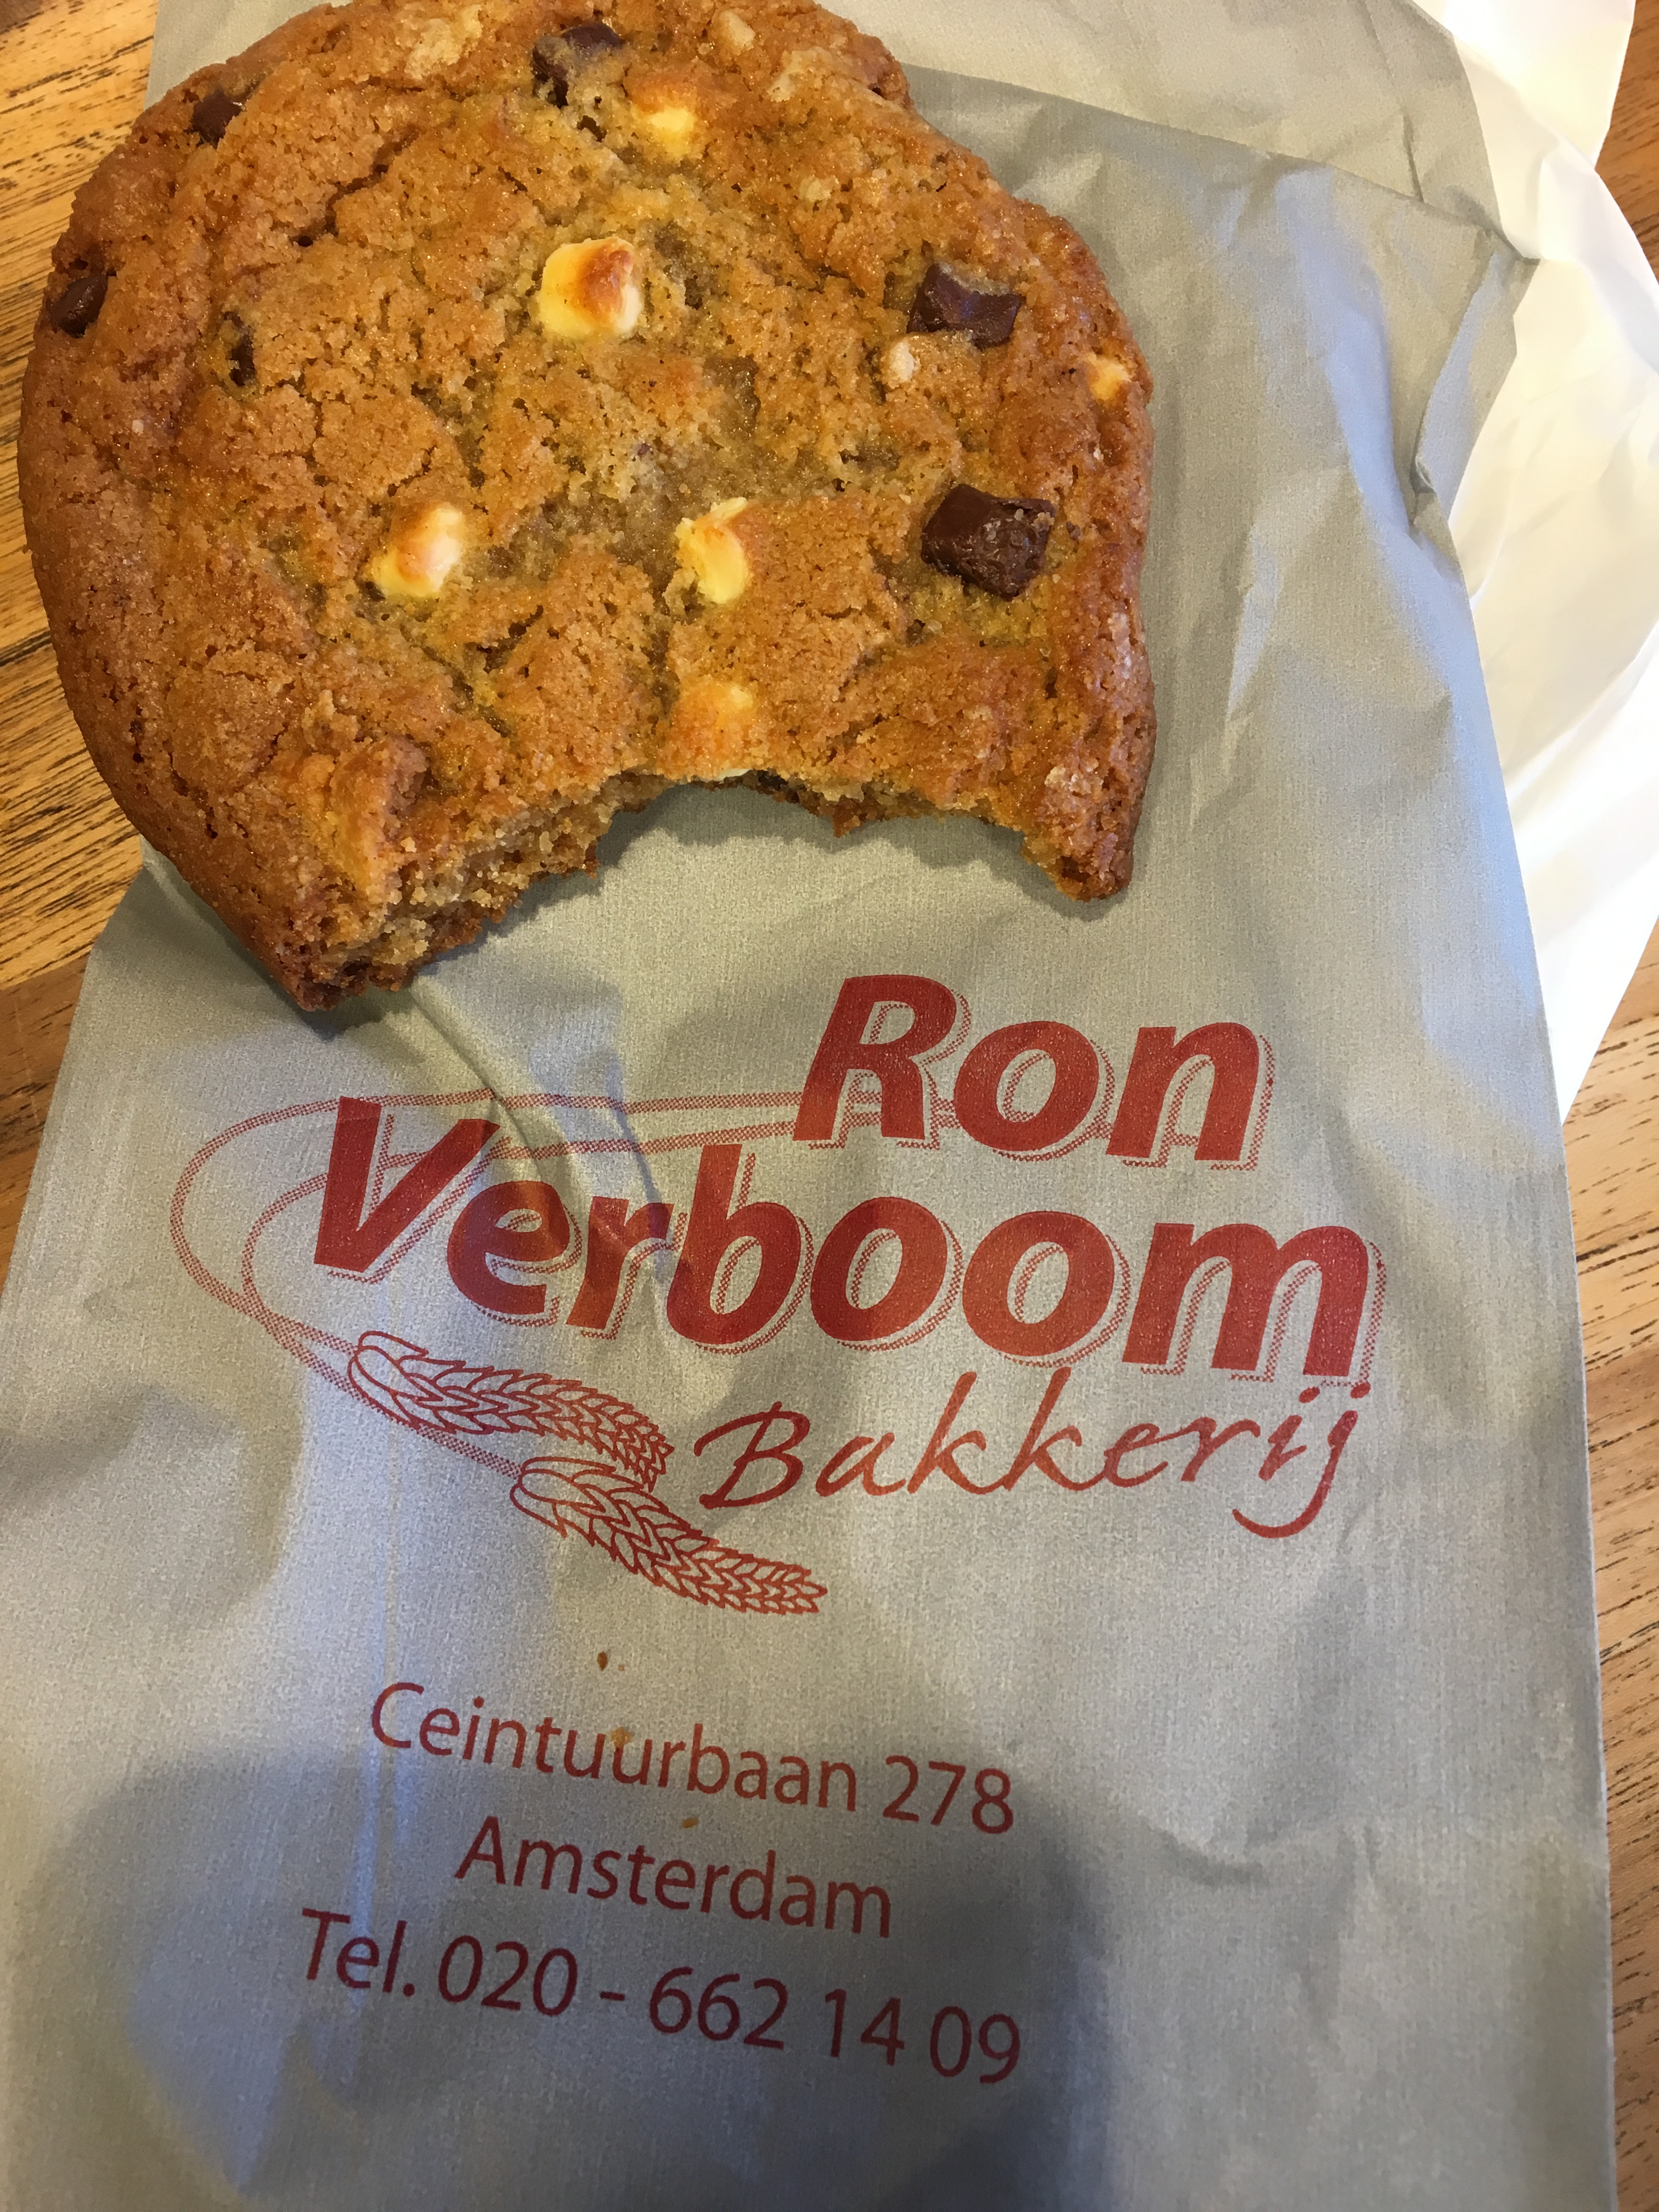 Ron
Verboom
Bakkerij
Ceintuurbaan 278
Amsterdam
Tel. 020 - 662 14 09